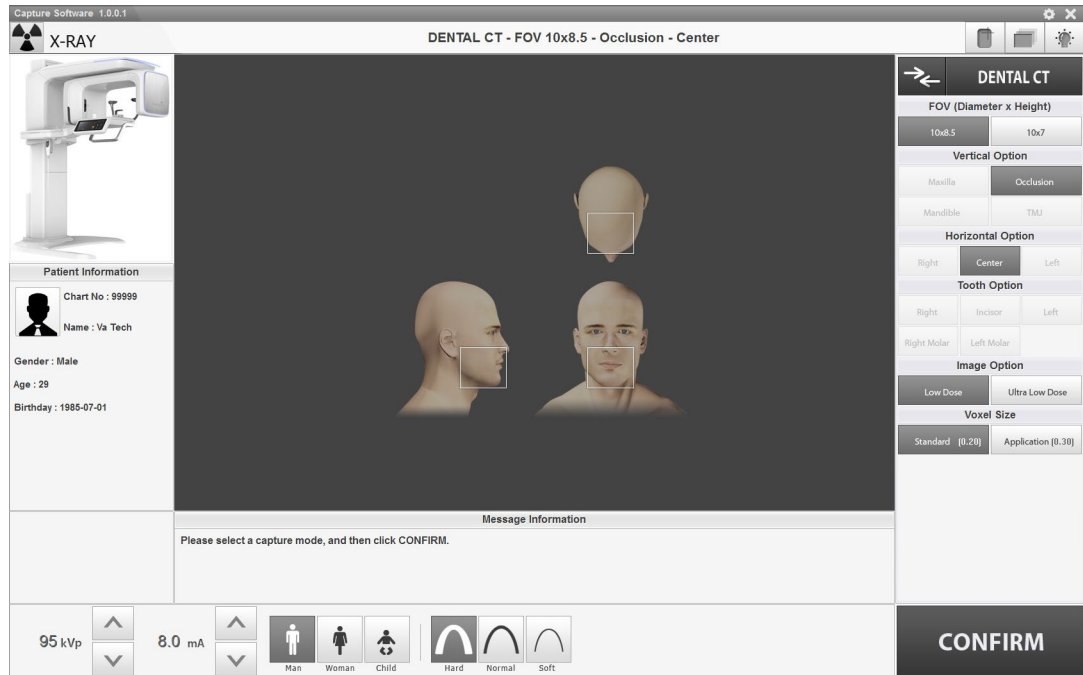 Capture Software 1.0.0.1
X-RAY
DENTAL CT - FOV 10x8.5 - Occlusion - Center
DENTAL CT
FOV (Diameter x Height)
10x8.5 10x7
Vertical Option
Maxilla Occlusion
Mandible TMJ
Horizontal Option
Right Center Left
Tooth Option
Right Incisor Left
Right Molar Left Molar
Image Option
Low Dose Ultra Low Dose
Voxel Size
Standard (0.20) Application (0.30)
Patient Information
Chart No : 99999
Name : Va Tech
Gender : Male
Age : 29
Birthday : 1985-07-01
Message Information
Please select a capture mode, and then click CONFIRM.
95 kVp 8.0 mA
Man Woman Child Hard Normal Soft
CONFIRM